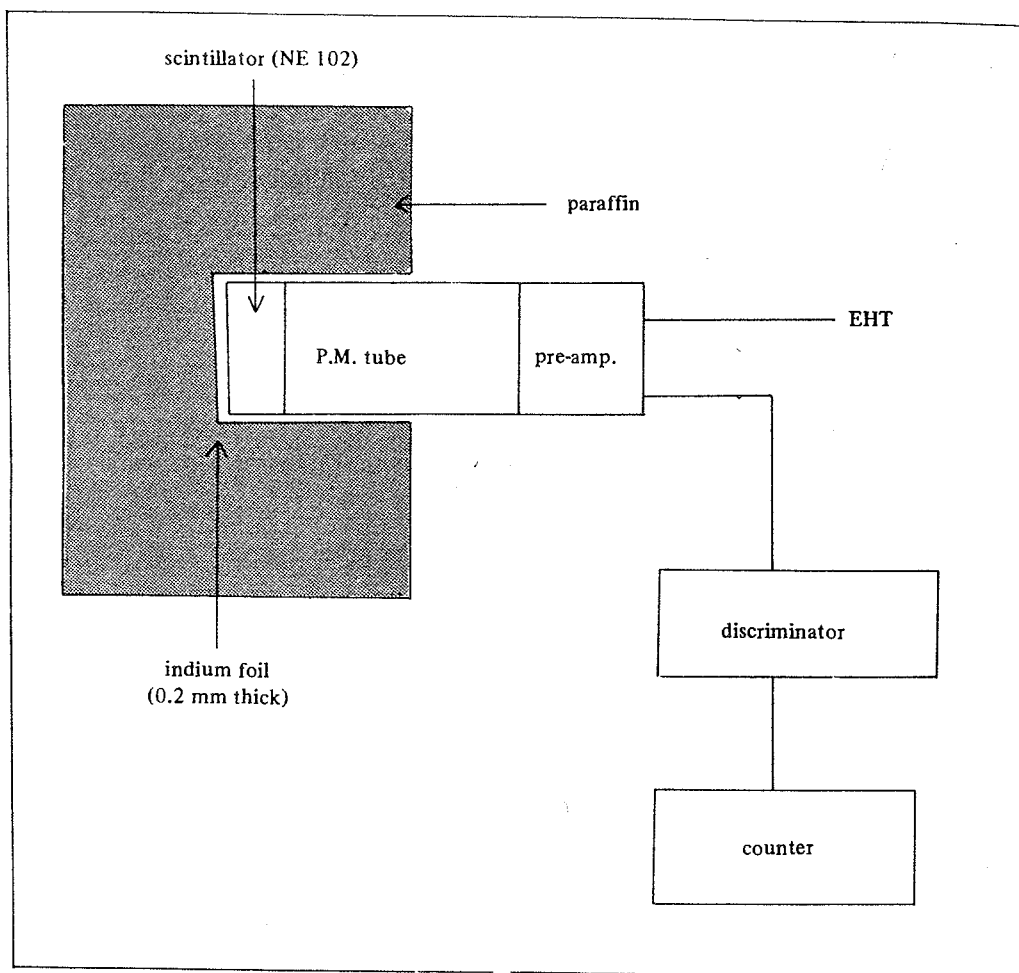 scintillator (NE 102)
paraffin
EHT
P.M. tube
pre-amp.
indium foil
(0.2 mm thick)
discriminator
counter